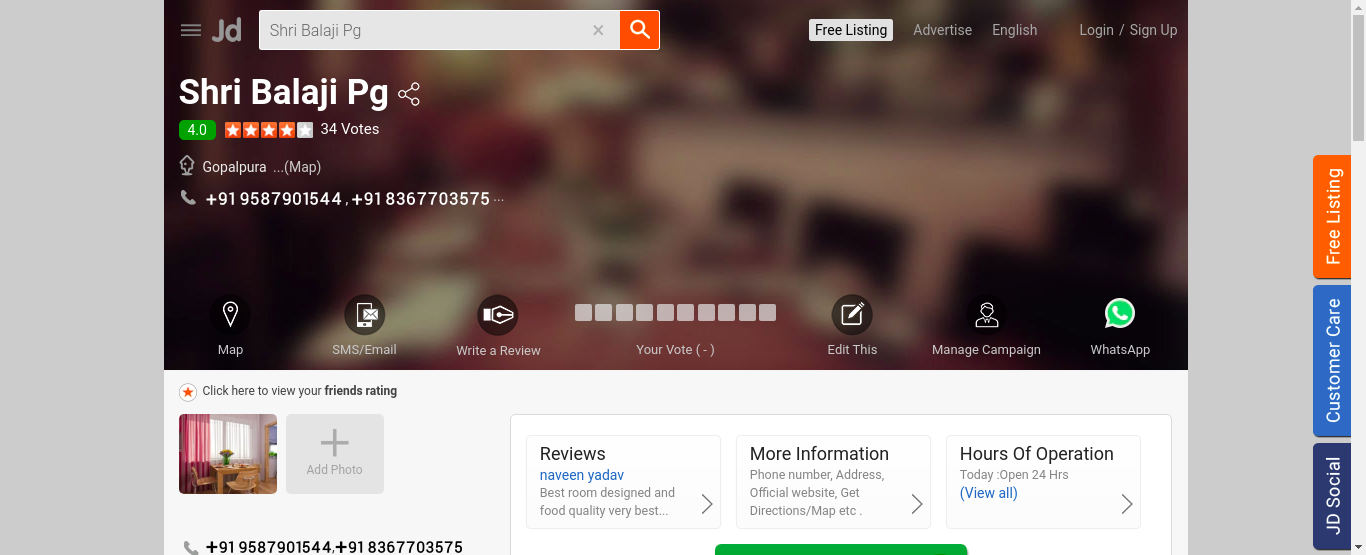 Jd
Shri Balaji Pg
×
Free Listing
Advertise
English
Login / Sign Up
Shri Balaji Pg
4.0 34 Votes
Gopalpura ...(Map)
+91 9587901544 , +91 8367703575 ...
Map
SMS/Email
Write a Review
Your Vote ( - )
Edit This
Manage Campaign
WhatsApp
Click here to view your friends rating
Add Photo
Reviews
naveen yadav
Best room designed and
food quality very best...
More Information
Phone number, Address,
Official website, Get
Directions/Map etc .
Hours Of Operation
Today :Open 24 Hrs
(View all)
+91 9587901544,+91 8367703575
Free Listing
Customer Care
JD Social